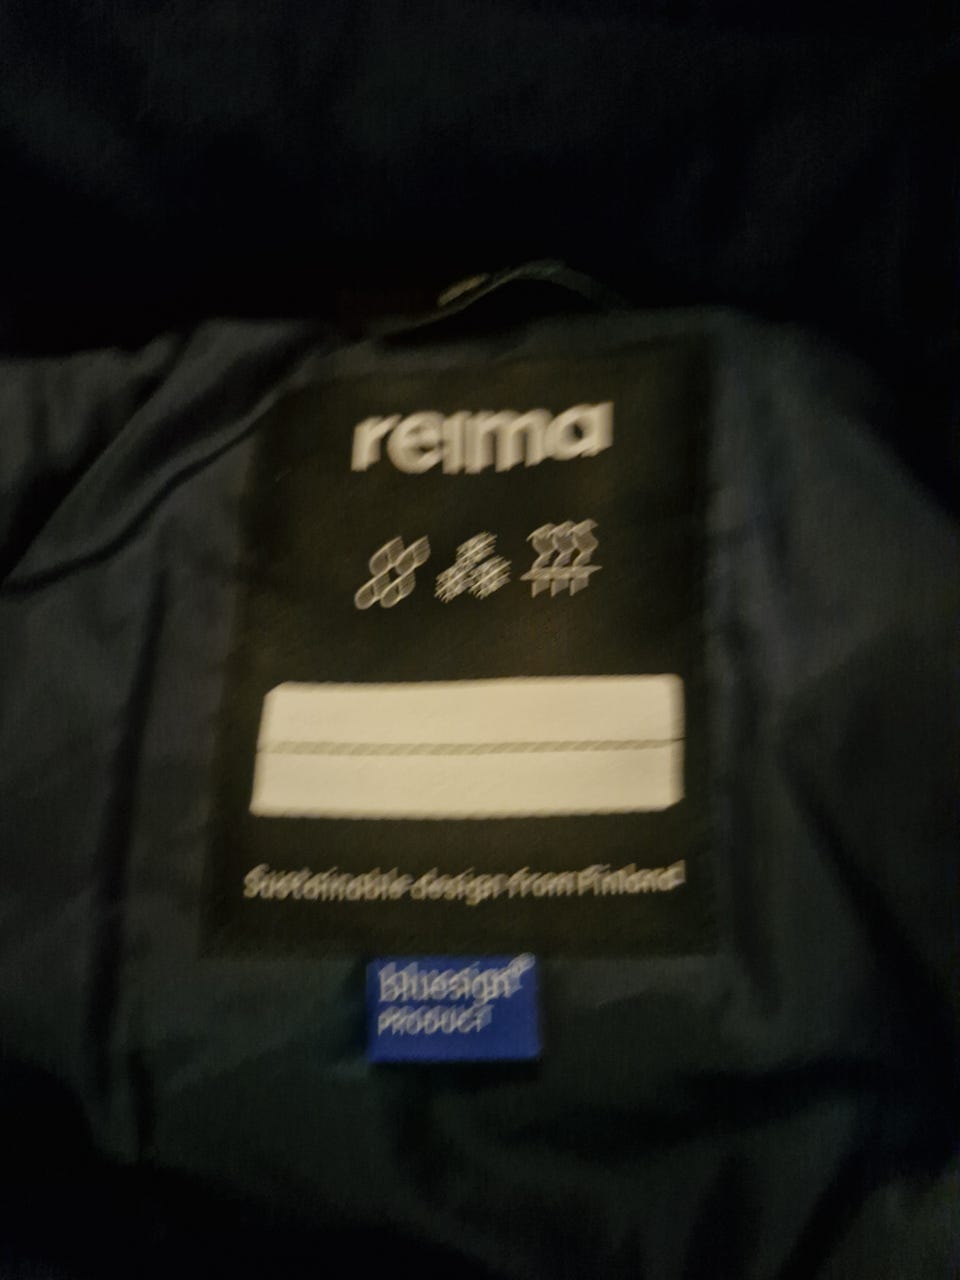 reima
Sustainable design from Finland
bluesign®
PRODUCT